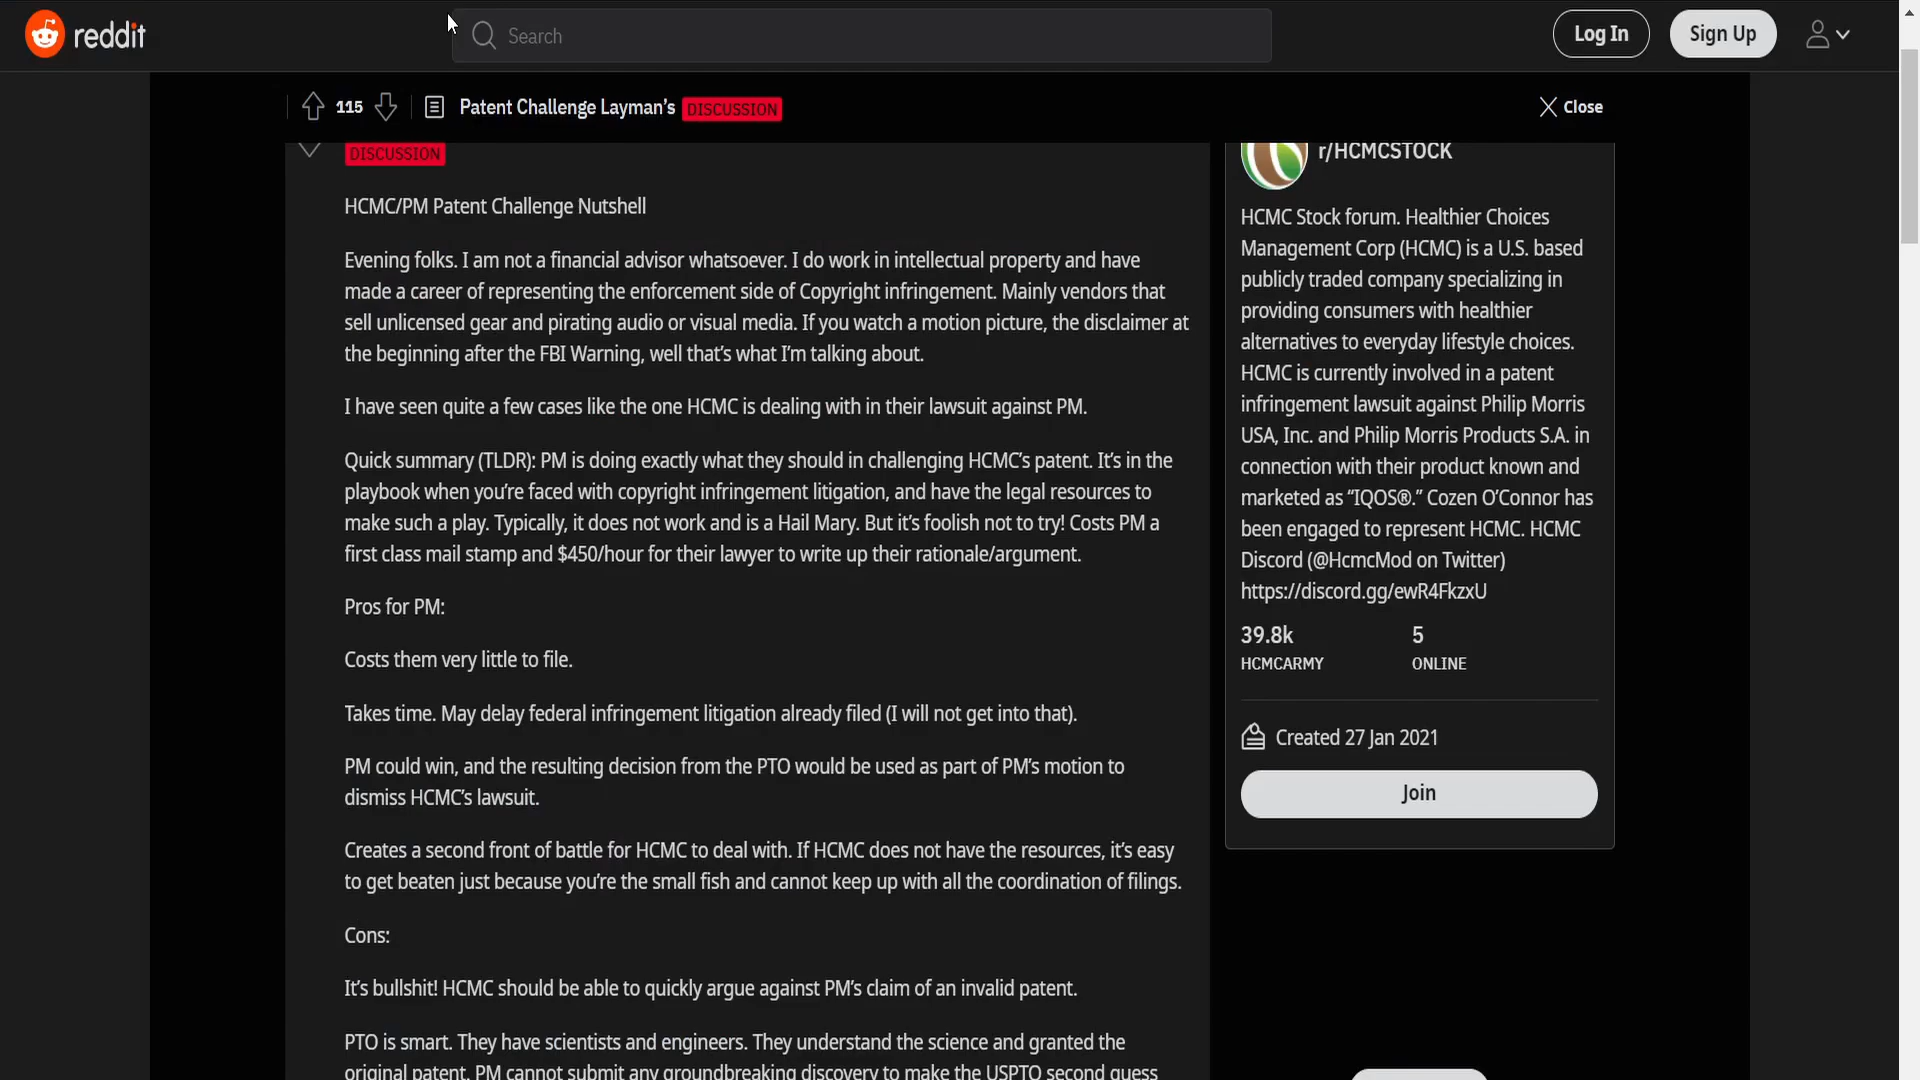 reddit
Search
Log In
Sign Up
115
Patent Challenge Layman's DISCUSSION
Close
DISCUSSION
HCMC/PM Patent Challenge Nutshell
Evening folks. I am not a financial advisor whatsoever. I do work in intellectual property and have
made a career of representing the enforcement side of Copyright infringement. Mainly vendors that
sell unlicensed gear and pirating audio or visual media. If you watch a motion picture, the disclaimer at
the beginning after the FBI Warning, well that's what I'm talking about.
I have seen quite a few cases like the one HCMC is dealing with in their lawsuit against PM.
Quick summary (TLDR): PM is doing exactly what they should in challenging HCMC's patent. It's in the
playbook when you're faced with copyright infringement litigation, and have the legal resources to
make such a play. Typically, it does not work and is a Hail Mary. But it's foolish not to try! Costs PM a
first class mail stamp and $450/hour for their lawyer to write up their rationale/argument.
Pros for PM:
Costs them very little to file.
Takes time. May delay federal infringement litigation already filed (I will not get into that).
PM could win, and the resulting decision from the PTO would be used as part of PM's motion to
dismiss HCMC's lawsuit.
Creates a second front of battle for HCMC to deal with. If HCMC does not have the resources, it's easy
to get beaten just because you're the small fish and cannot keep up with all the coordination of filings.
Cons:
It's bullshit! HCMC should be able to quickly argue against PM's claim of an invalid patent.
PTO is smart. They have scientists and engineers. They understand the science and granted the
original patent. PM cannot submit any groundbreaking discovery to make the USPTO second guess
r/HCMCSTOCK
HCMC Stock forum. Healthier Choices
Management Corp (HCMC) is a U.S. based
publicly traded company specializing in
providing consumers with healthier
alternatives to everyday lifestyle choices.
HCMC is currently involved in a patent
infringement lawsuit against Philip Morris
USA, Inc. and Philip Morris Products S.A. in
connection with their product known and
marketed as “IQOS®.” Cozen O'Connor has
been engaged to represent HCMC. HCMC
Discord (@HcmcMod on Twitter)
https://discord.gg/ewR4FkzxU
39.8k
5
HCMCARMY
ONLINE
Created 27 Jan 2021
Join